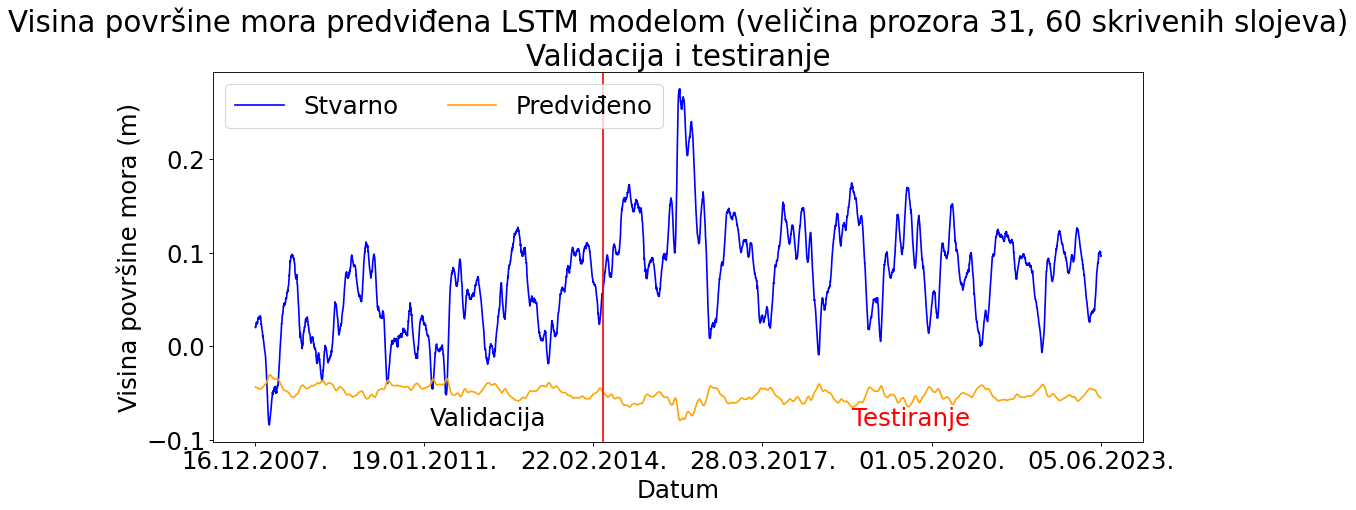 Visina površine mora predviđena LSTM modelom (veličina prozora 31, 60 skrivenih slojeva)
Validacija i testiranje
Stvarno
Predviđeno
Visina površine mora (m)
0.2
0.1
0.0
−0.1
Validacija
Testiranje
16.12.2007.
19.01.2011.
22.02.2014.
28.03.2017.
01.05.2020.
05.06.2023.
Datum